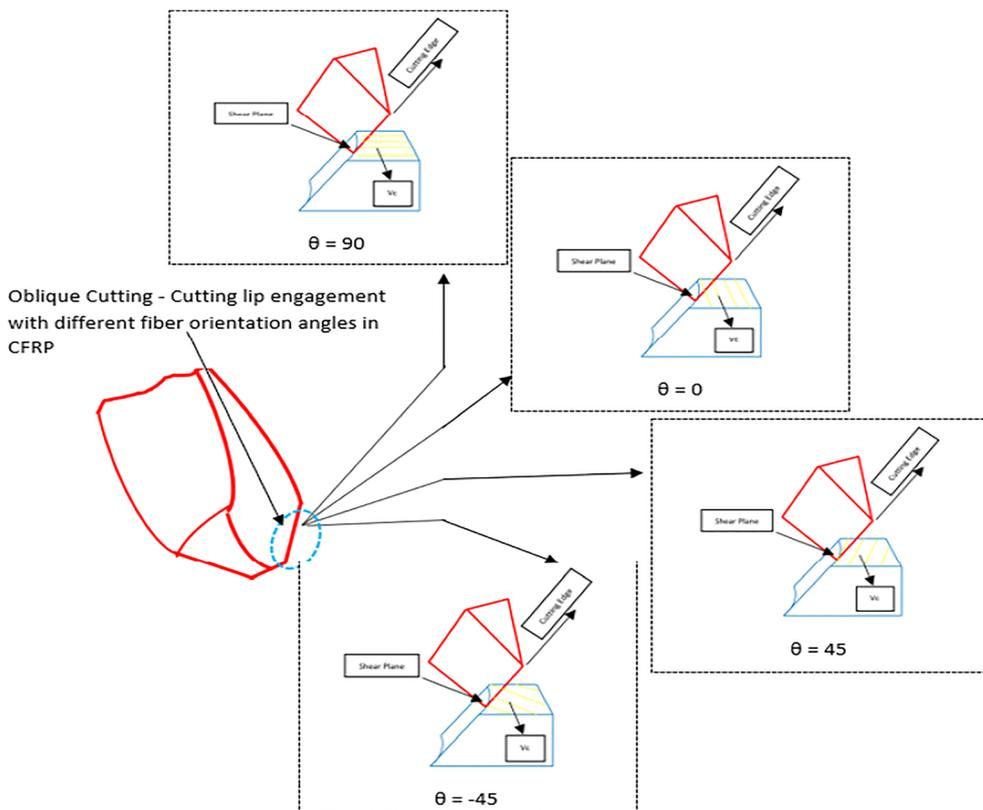 Cutting Edge
Shear Plane
Vc
θ = 90
Cutting Edge
Shear Plane
Vc
θ = 0
Oblique Cutting - Cutting lip engagement
with different fiber orientation angles in
CFRP
Cutting Edge
Shear Plane
Vc
θ = 45
Cutting Edge
Shear Plane
Vc
θ = -45